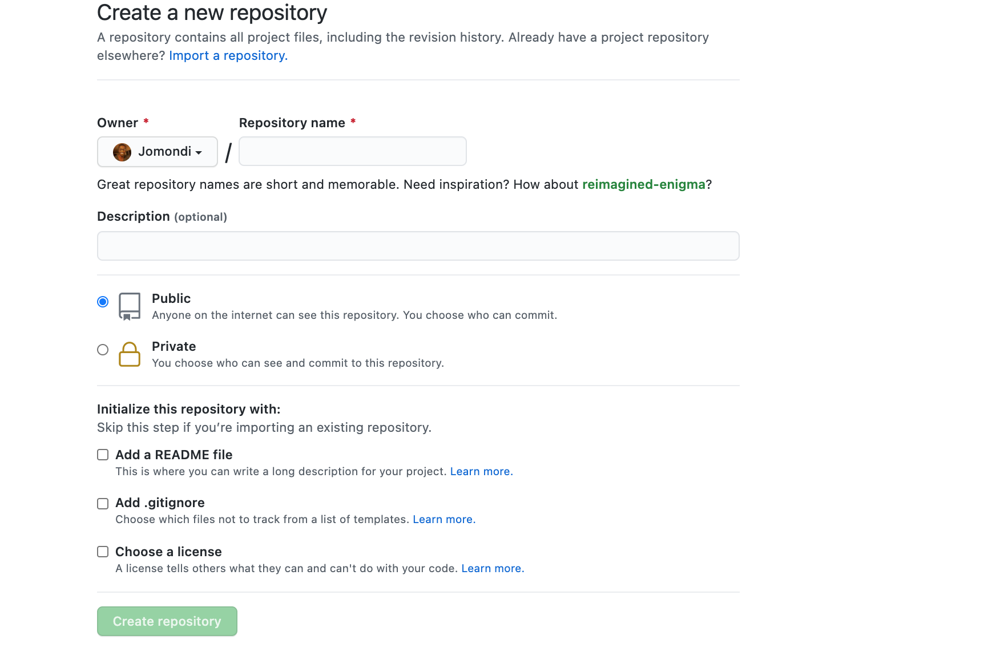 Create a new repository
A repository contains all project files, including the revision history. Already have a project repository
elsewhere? Import a repository.
Owner * Repository name *
Jomondi /
Great repository names are short and memorable. Need inspiration? How about reimagined-enigma?
Description (optional)
Public
Anyone on the internet can see this repository. You choose who can commit.
Private
You choose who can see and commit to this repository.
Initialize this repository with:
Skip this step if you’re importing an existing repository.
Add a README file
This is where you can write a long description for your project. Learn more.
Add .gitignore
Choose which files not to track from a list of templates. Learn more.
Choose a license
A license tells others what they can and can't do with your code. Learn more.
Create repository